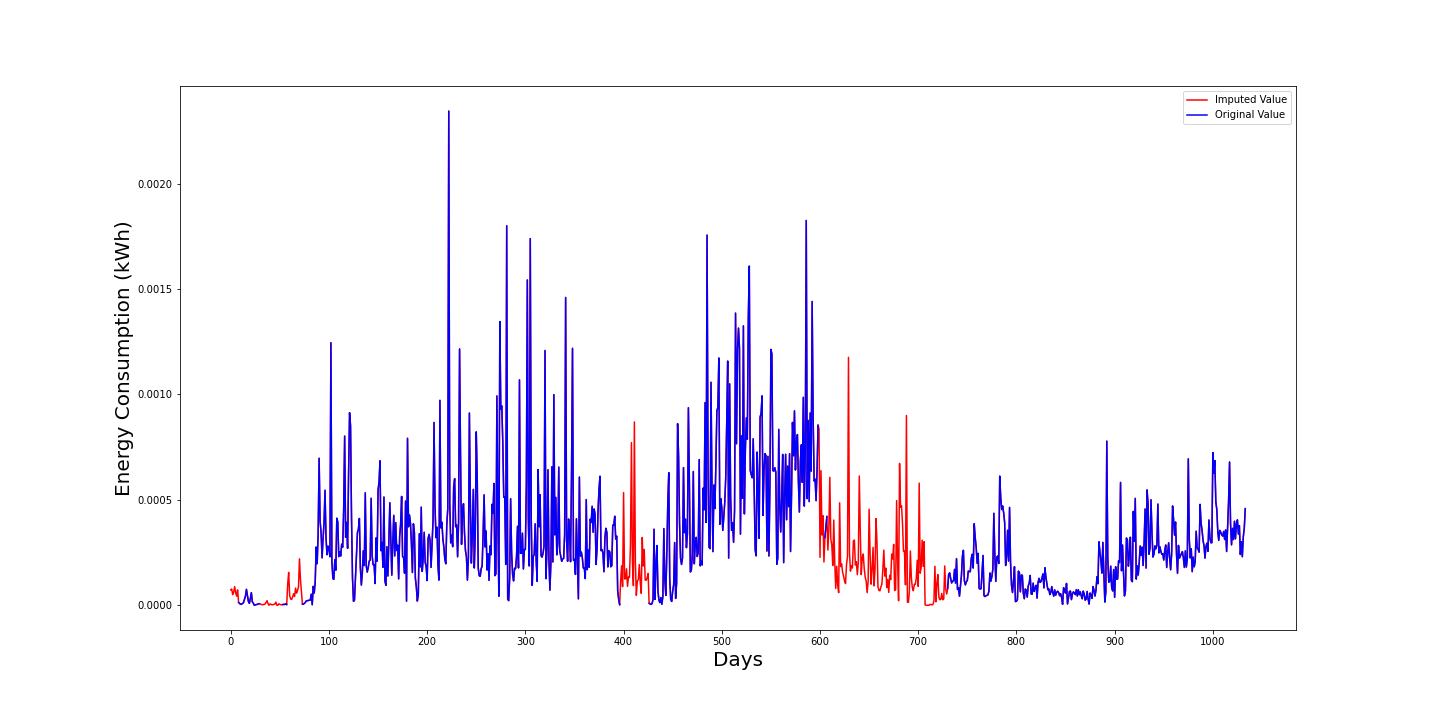 Imputed Value
Original Value
0.0020
0.0015
0.0010
0.0005
0.0000
Energy Consumption (kWh)
0 100 200 300 400 500 600 700 800 900 1000
Days